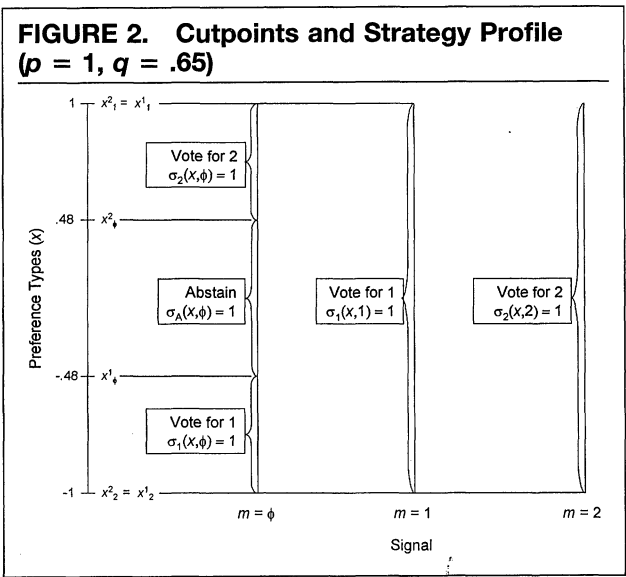 FIGURE 2. Cutpoints and Strategy Profile
(p = 1, q = .65)
1 x²₁ = x¹₁
Vote for 2
σ₂(x,ϕ) = 1
.48 x²ϕ
Preference Types (x)
Abstain
σA(x,ϕ) = 1
Vote for 1
σ₁(x,1) = 1
Vote for 2
σ₂(x,2) = 1
-.48 x¹ϕ
Vote for 1
σ₁(x,ϕ) = 1
-1 x²₂ = x¹₂
m = ϕ m = 1 m = 2
Signal